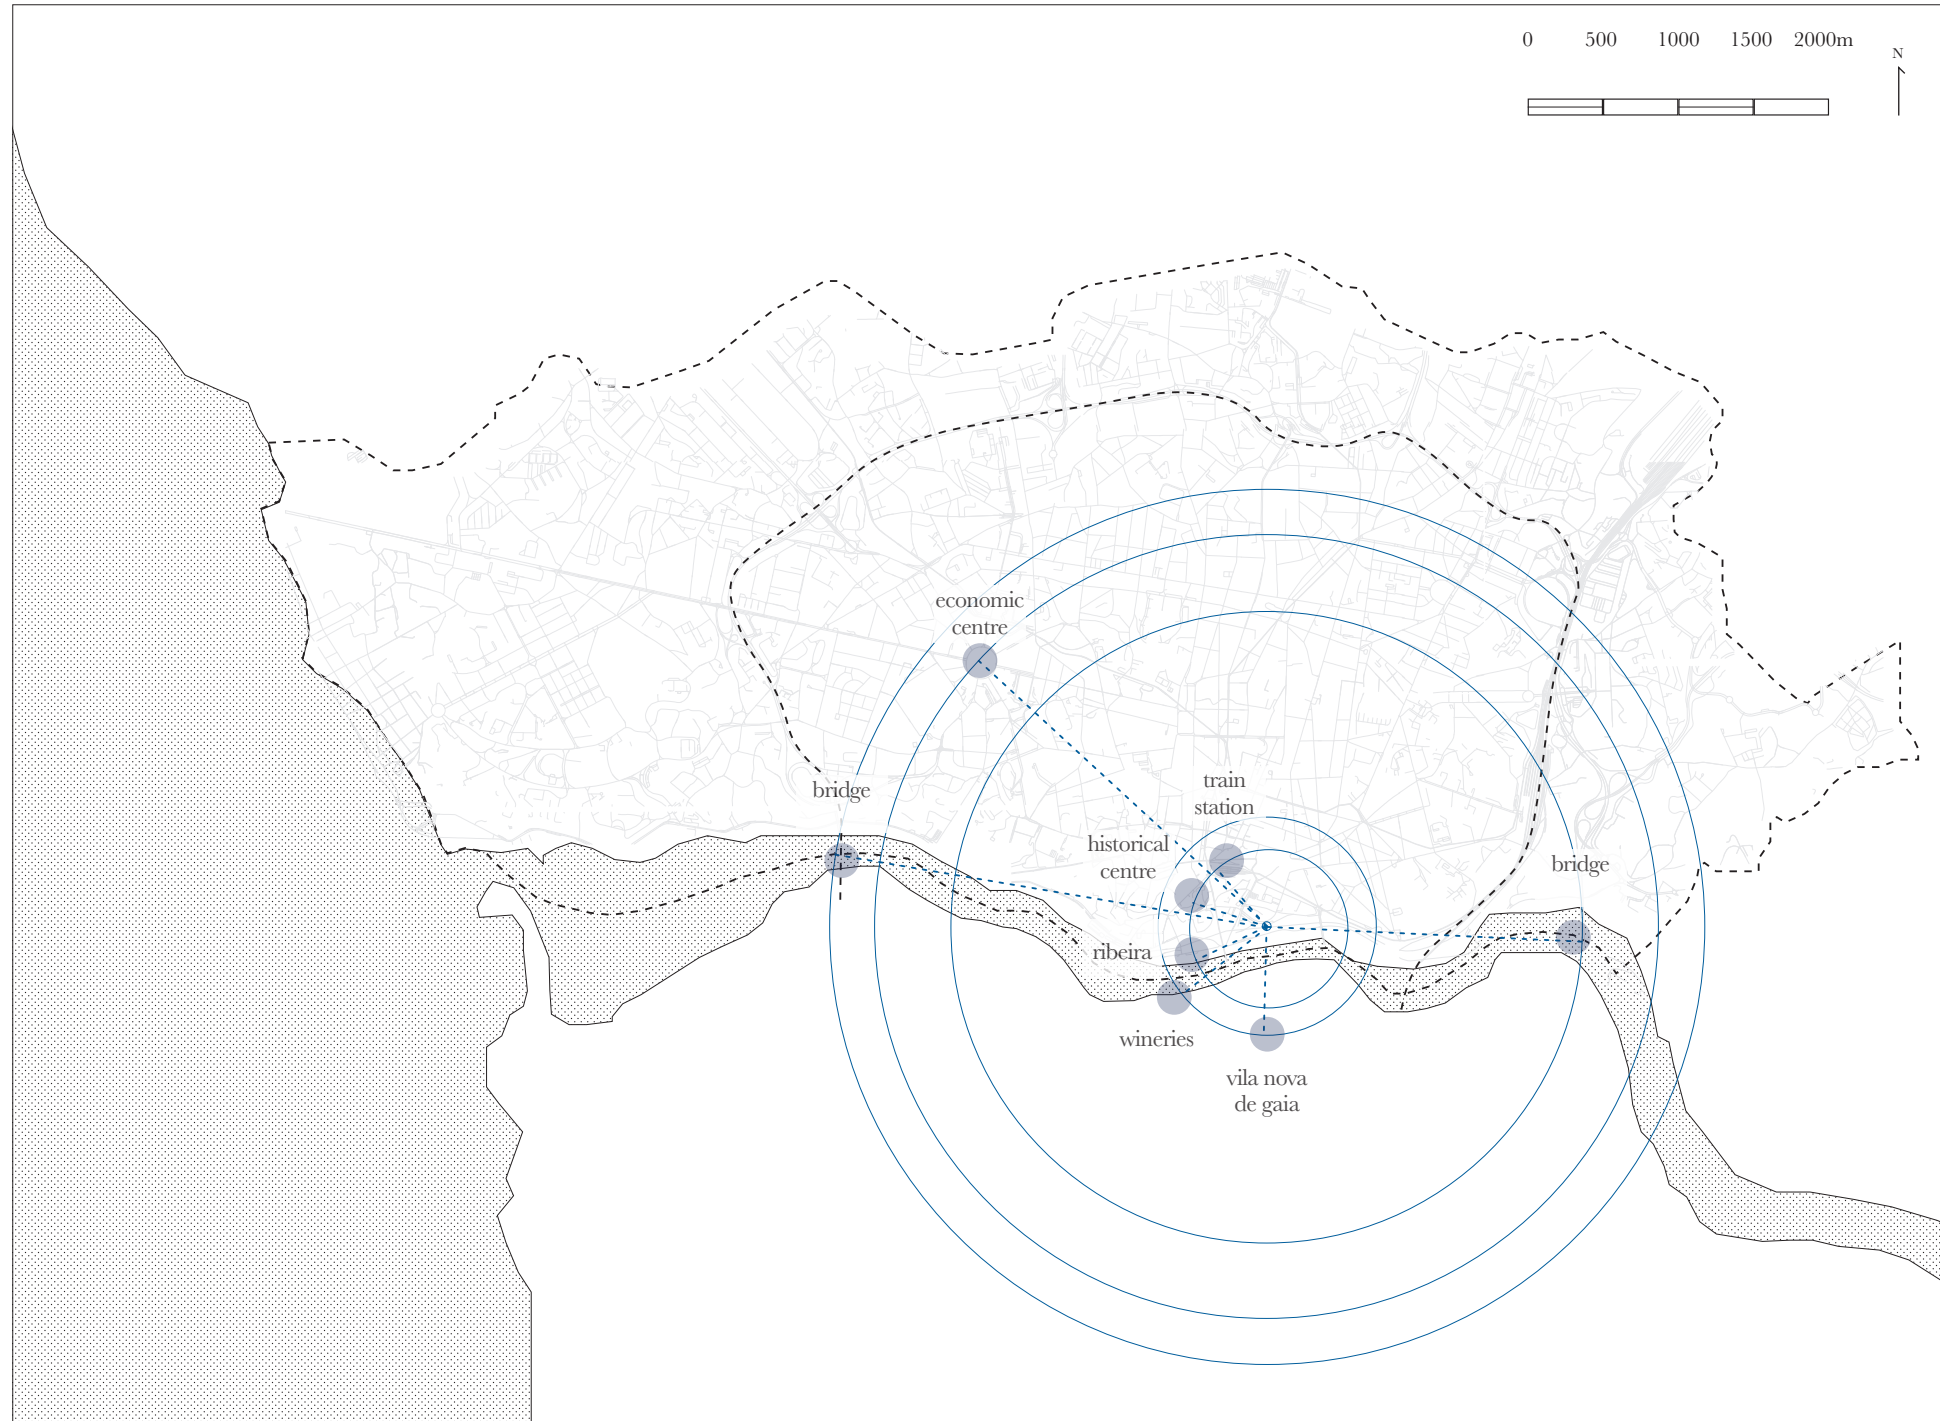 0 500 1000 1500 2000m
N
economic
centre
bridge
train
station
historical
centre
bridge
ribeira
wineries
vila nova
de gaia